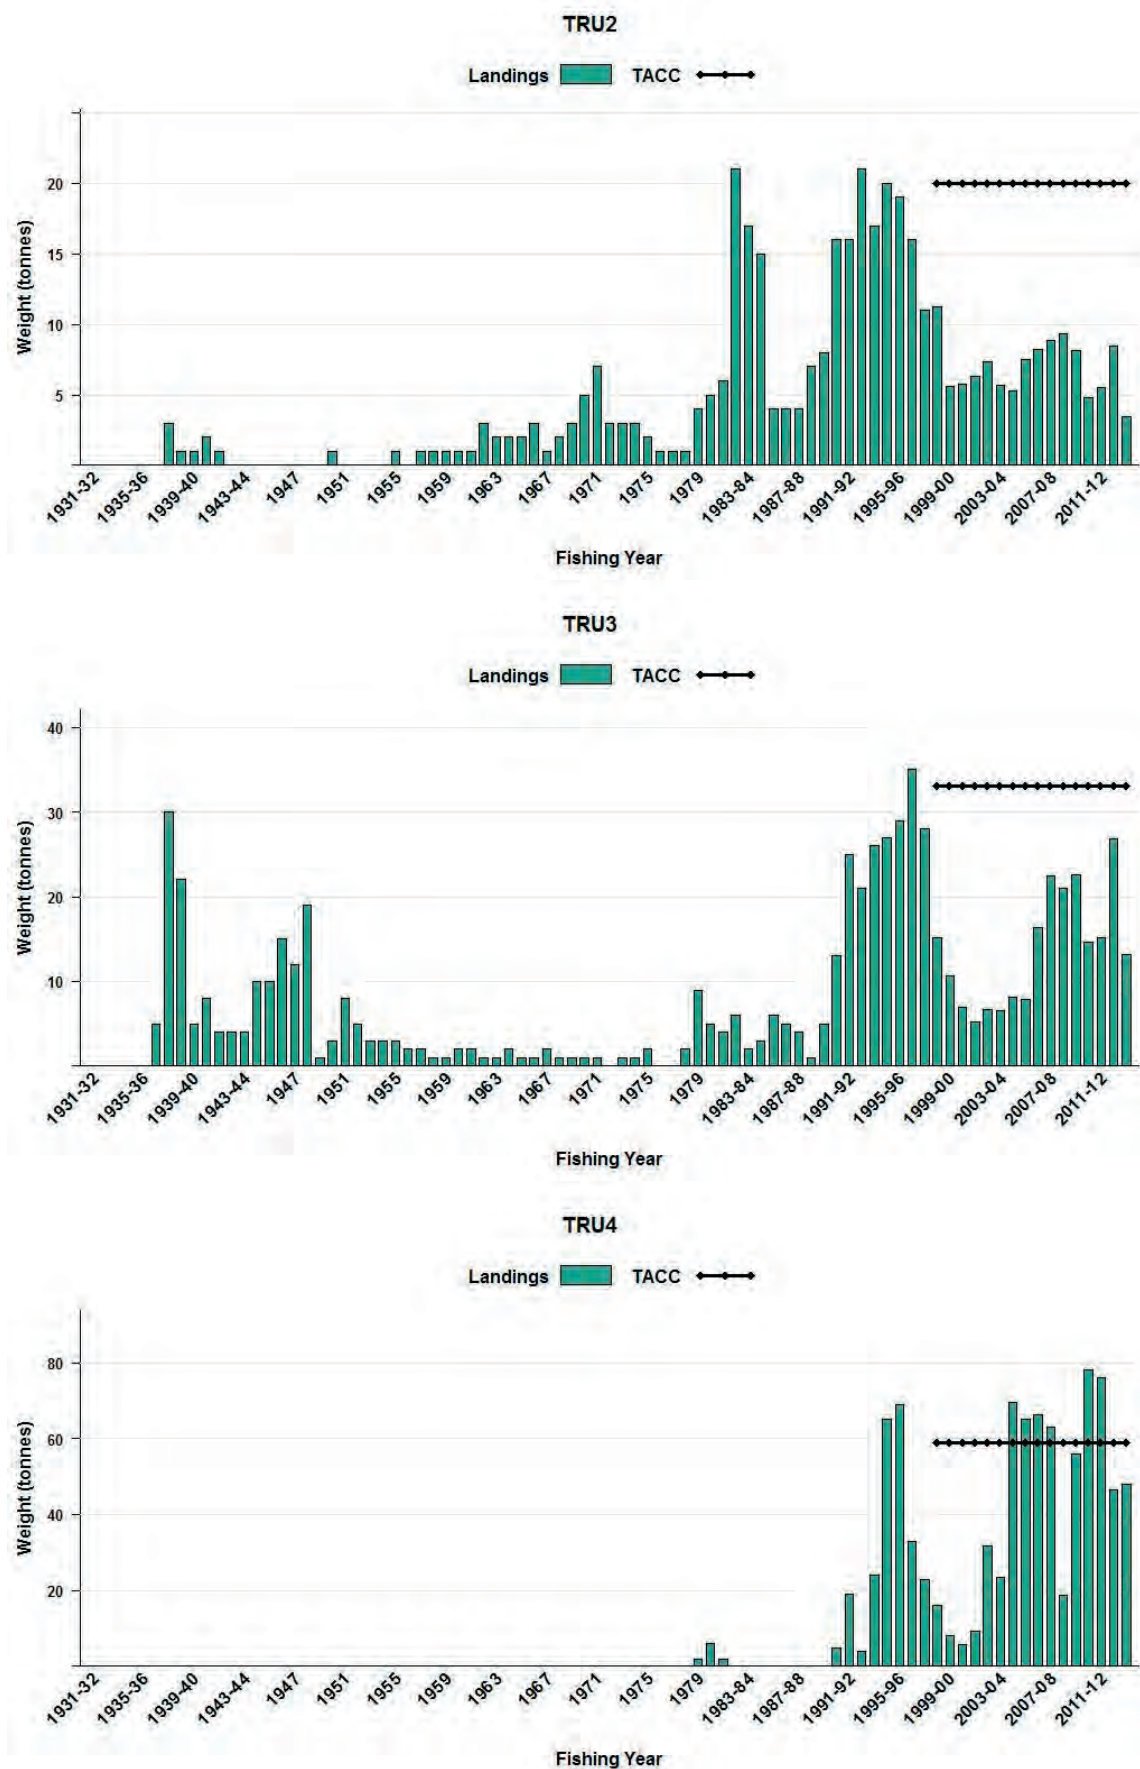 TRU2
Landings TACC
20
15
10
5
Weight (tonnes)
1931-32 1935-36 1939-40 1943-44 1947 1951 1955 1959 1963 1967 1971 1975 1979 1983-84 1987-88 1991-92 1995-96 1999-00 2003-04 2007-08 2011-12
Fishing Year
TRU3
Landings TACC
40
30
20
10
Weight (tonnes)
1931-32 1935-36 1939-40 1943-44 1947 1951 1955 1959 1963 1967 1971 1975 1979 1983-84 1987-88 1991-92 1995-96 1999-00 2003-04 2007-08 2011-12
Fishing Year
TRU4
Landings TACC
80
60
40
20
Weight (tonnes)
1931-32 1935-36 1939-40 1943-44 1947 1951 1955 1959 1963 1967 1971 1975 1979 1983-84 1987-88 1991-92 1995-96 1999-00 2003-04 2007-08 2011-12
Fishing Year